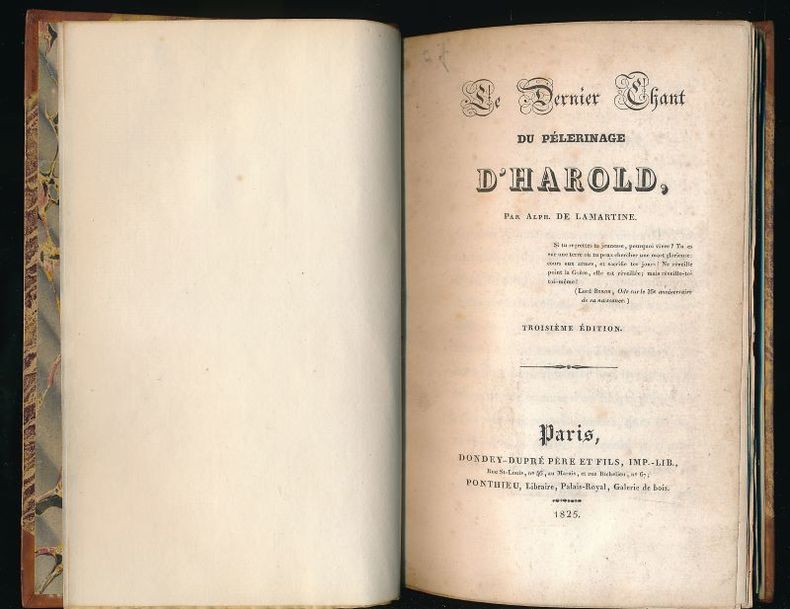 Le Dernier Chant
DU PÉLERINAGE
D'HAROLD,
PAR ALPH. DE LAMARTINE.
Si tu regrettes ta jeunesse, pourquoi vivre? Tu es
sur une terre où tu peux chercher une mort glorieuse:
cours aux armes, et sacrifie tes jours! Ne réveille
point la Grèce, elle est réveillée; mais réveille-toi
toi-même!
(LORD BYRON, Ode sur le 36e anniversaire
de sa naissance.)
TROISIÈME ÉDITION.
Paris,
DONDEY-DUPRÉ PÈRE ET FILS, IMP.-LIB.,
Rue St-Louis, no 46, au Marais, et rue Richelieu, no 67;
PONTHIEU, Libraire, Palais-Royal, Galerie de bois.
1825.